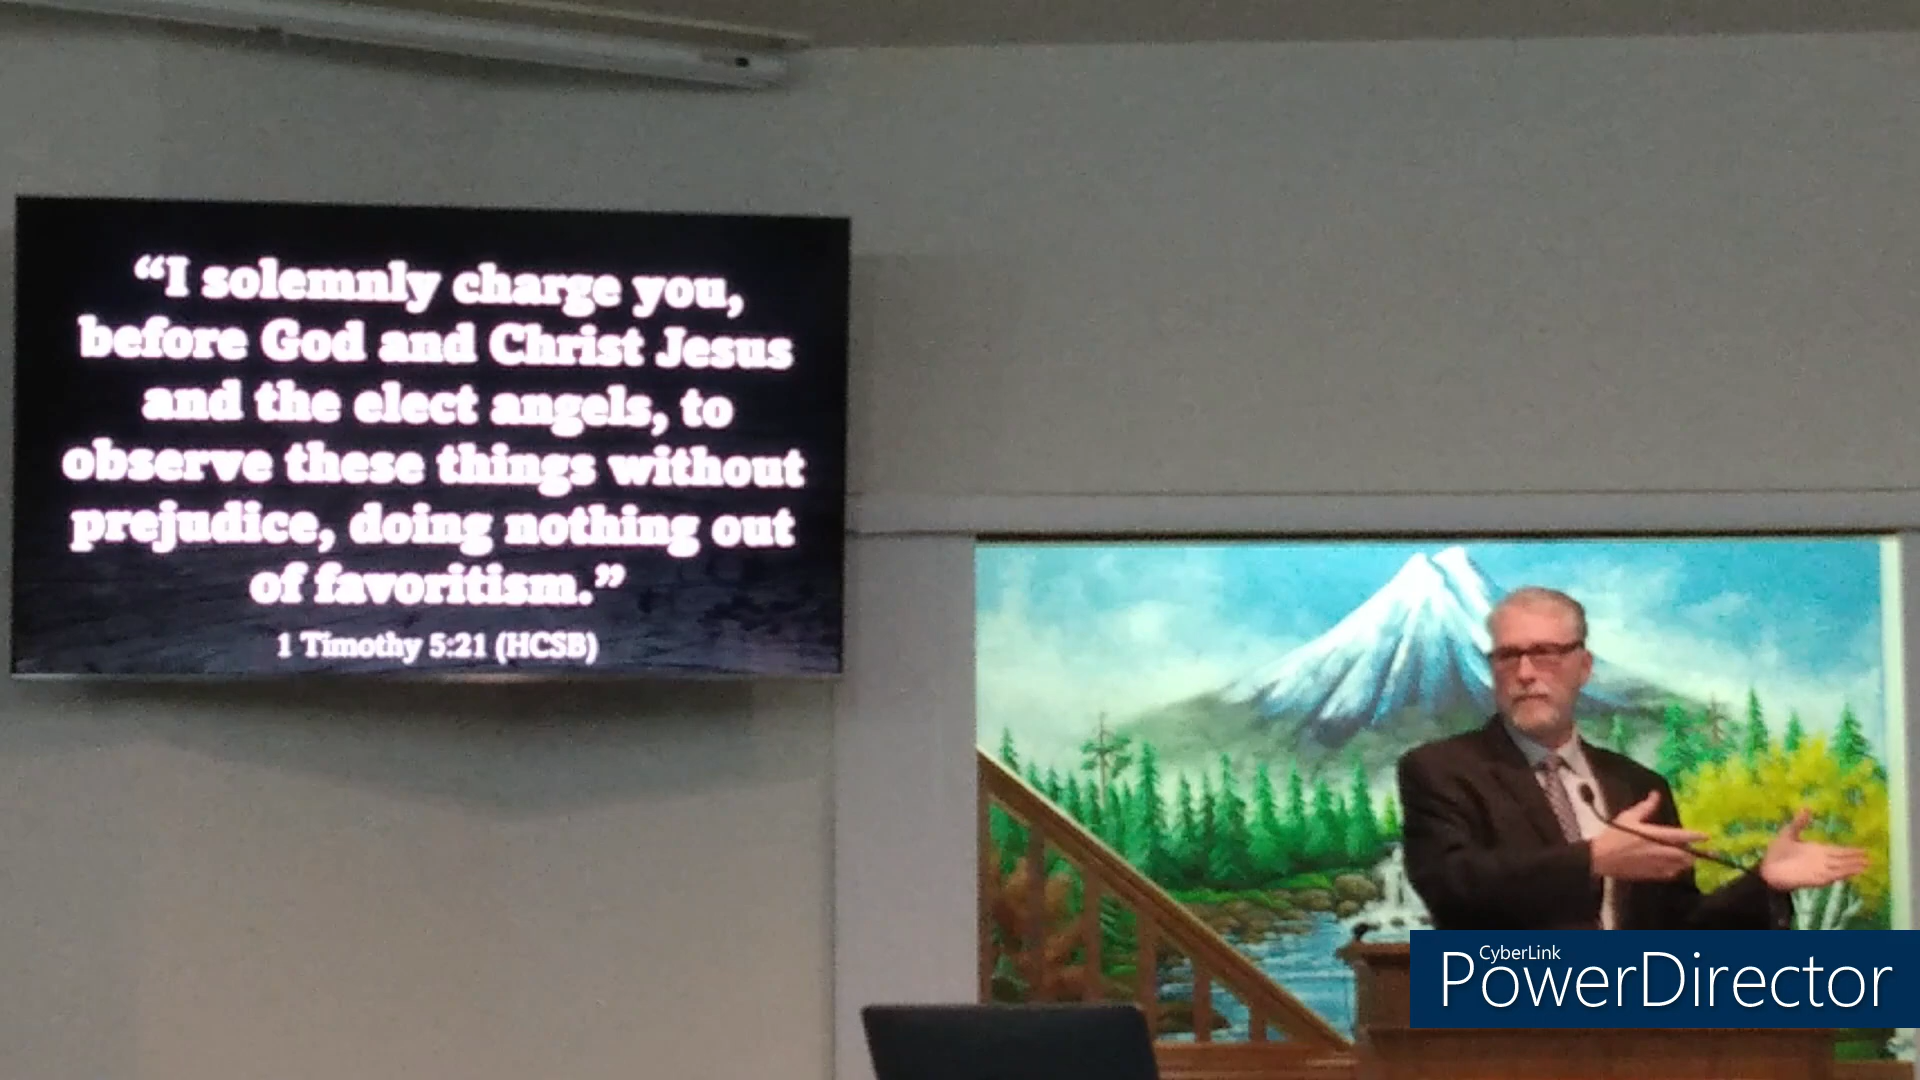 “I solemnly charge you,
before God and Christ Jesus
and the elect angels, to
observe these things without
prejudice, doing nothing out
of favoritism.”
1 Timothy 5:21 (HCSB)
CyberLink
PowerDirector